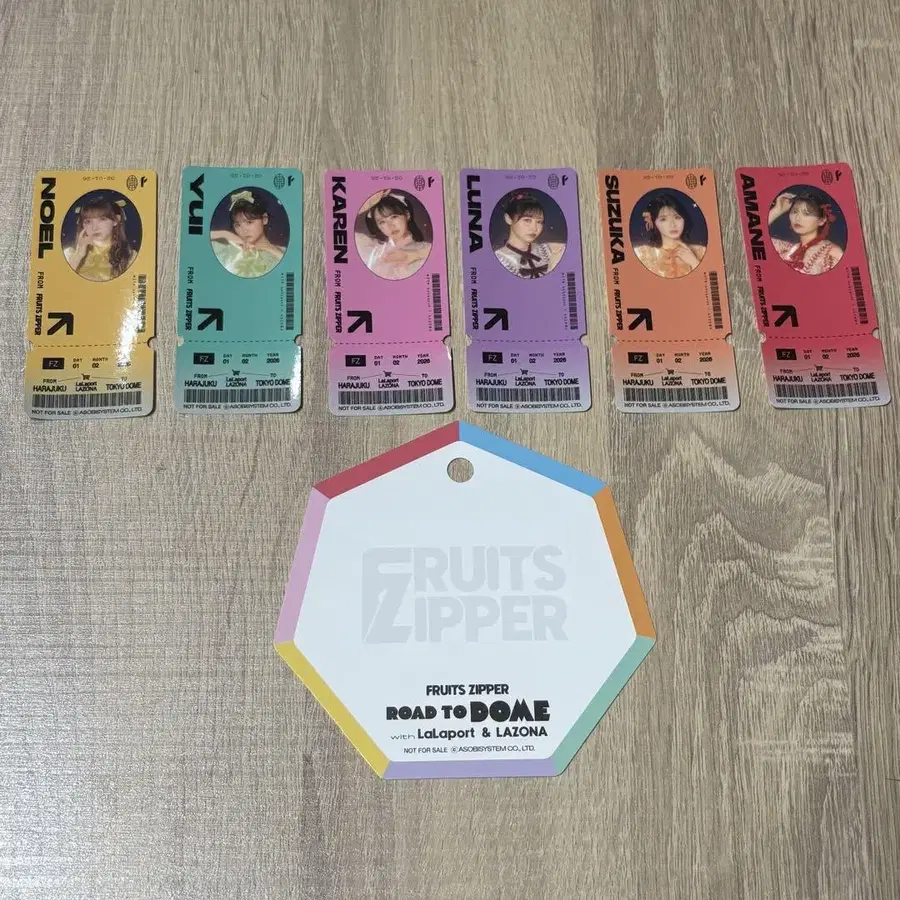 NOEL
FROM FRUITS ZIPPER
FZ
DAY MONTH YEAR
01 02 2026
FROM TO
HARAJUKU LaLaport LAZONA TOKYO DOME
NOT FOR SALE ©ASOBISYSTEM CO., LTD.
YUI
FROM FRUITS ZIPPER
FZ
DAY MONTH YEAR
01 02 2026
FROM TO
HARAJUKU LaLaport LAZONA TOKYO DOME
NOT FOR SALE ©ASOBISYSTEM CO., LTD.
KAREN
FROM FRUITS ZIPPER
FZ
DAY MONTH YEAR
01 02 2026
FROM TO
HARAJUKU LaLaport LAZONA TOKYO DOME
NOT FOR SALE ©ASOBISYSTEM CO., LTD.
LUNA
FROM FRUITS ZIPPER
FZ
DAY MONTH YEAR
01 02 2026
FROM TO
HARAJUKU LaLaport LAZONA TOKYO DOME
NOT FOR SALE ©ASOBISYSTEM CO., LTD.
SUZUKA
FROM FRUITS ZIPPER
FZ
DAY MONTH YEAR
01 02 2026
FROM TO
HARAJUKU LaLaport LAZONA TOKYO DOME
NOT FOR SALE ©ASOBISYSTEM CO., LTD.
AMANE
FROM FRUITS ZIPPER
FZ
DAY MONTH YEAR
01 02 2026
FROM TO
HARAJUKU LaLaport LAZONA TOKYO DOME
NOT FOR SALE ©ASOBISYSTEM CO., LTD.
FRUITS
ZIPPER
FRUITS ZIPPER
ROAD TO DOME
with LaLaport & LAZONA
NOT FOR SALE ©ASOBISYSTEM CO., LTD.